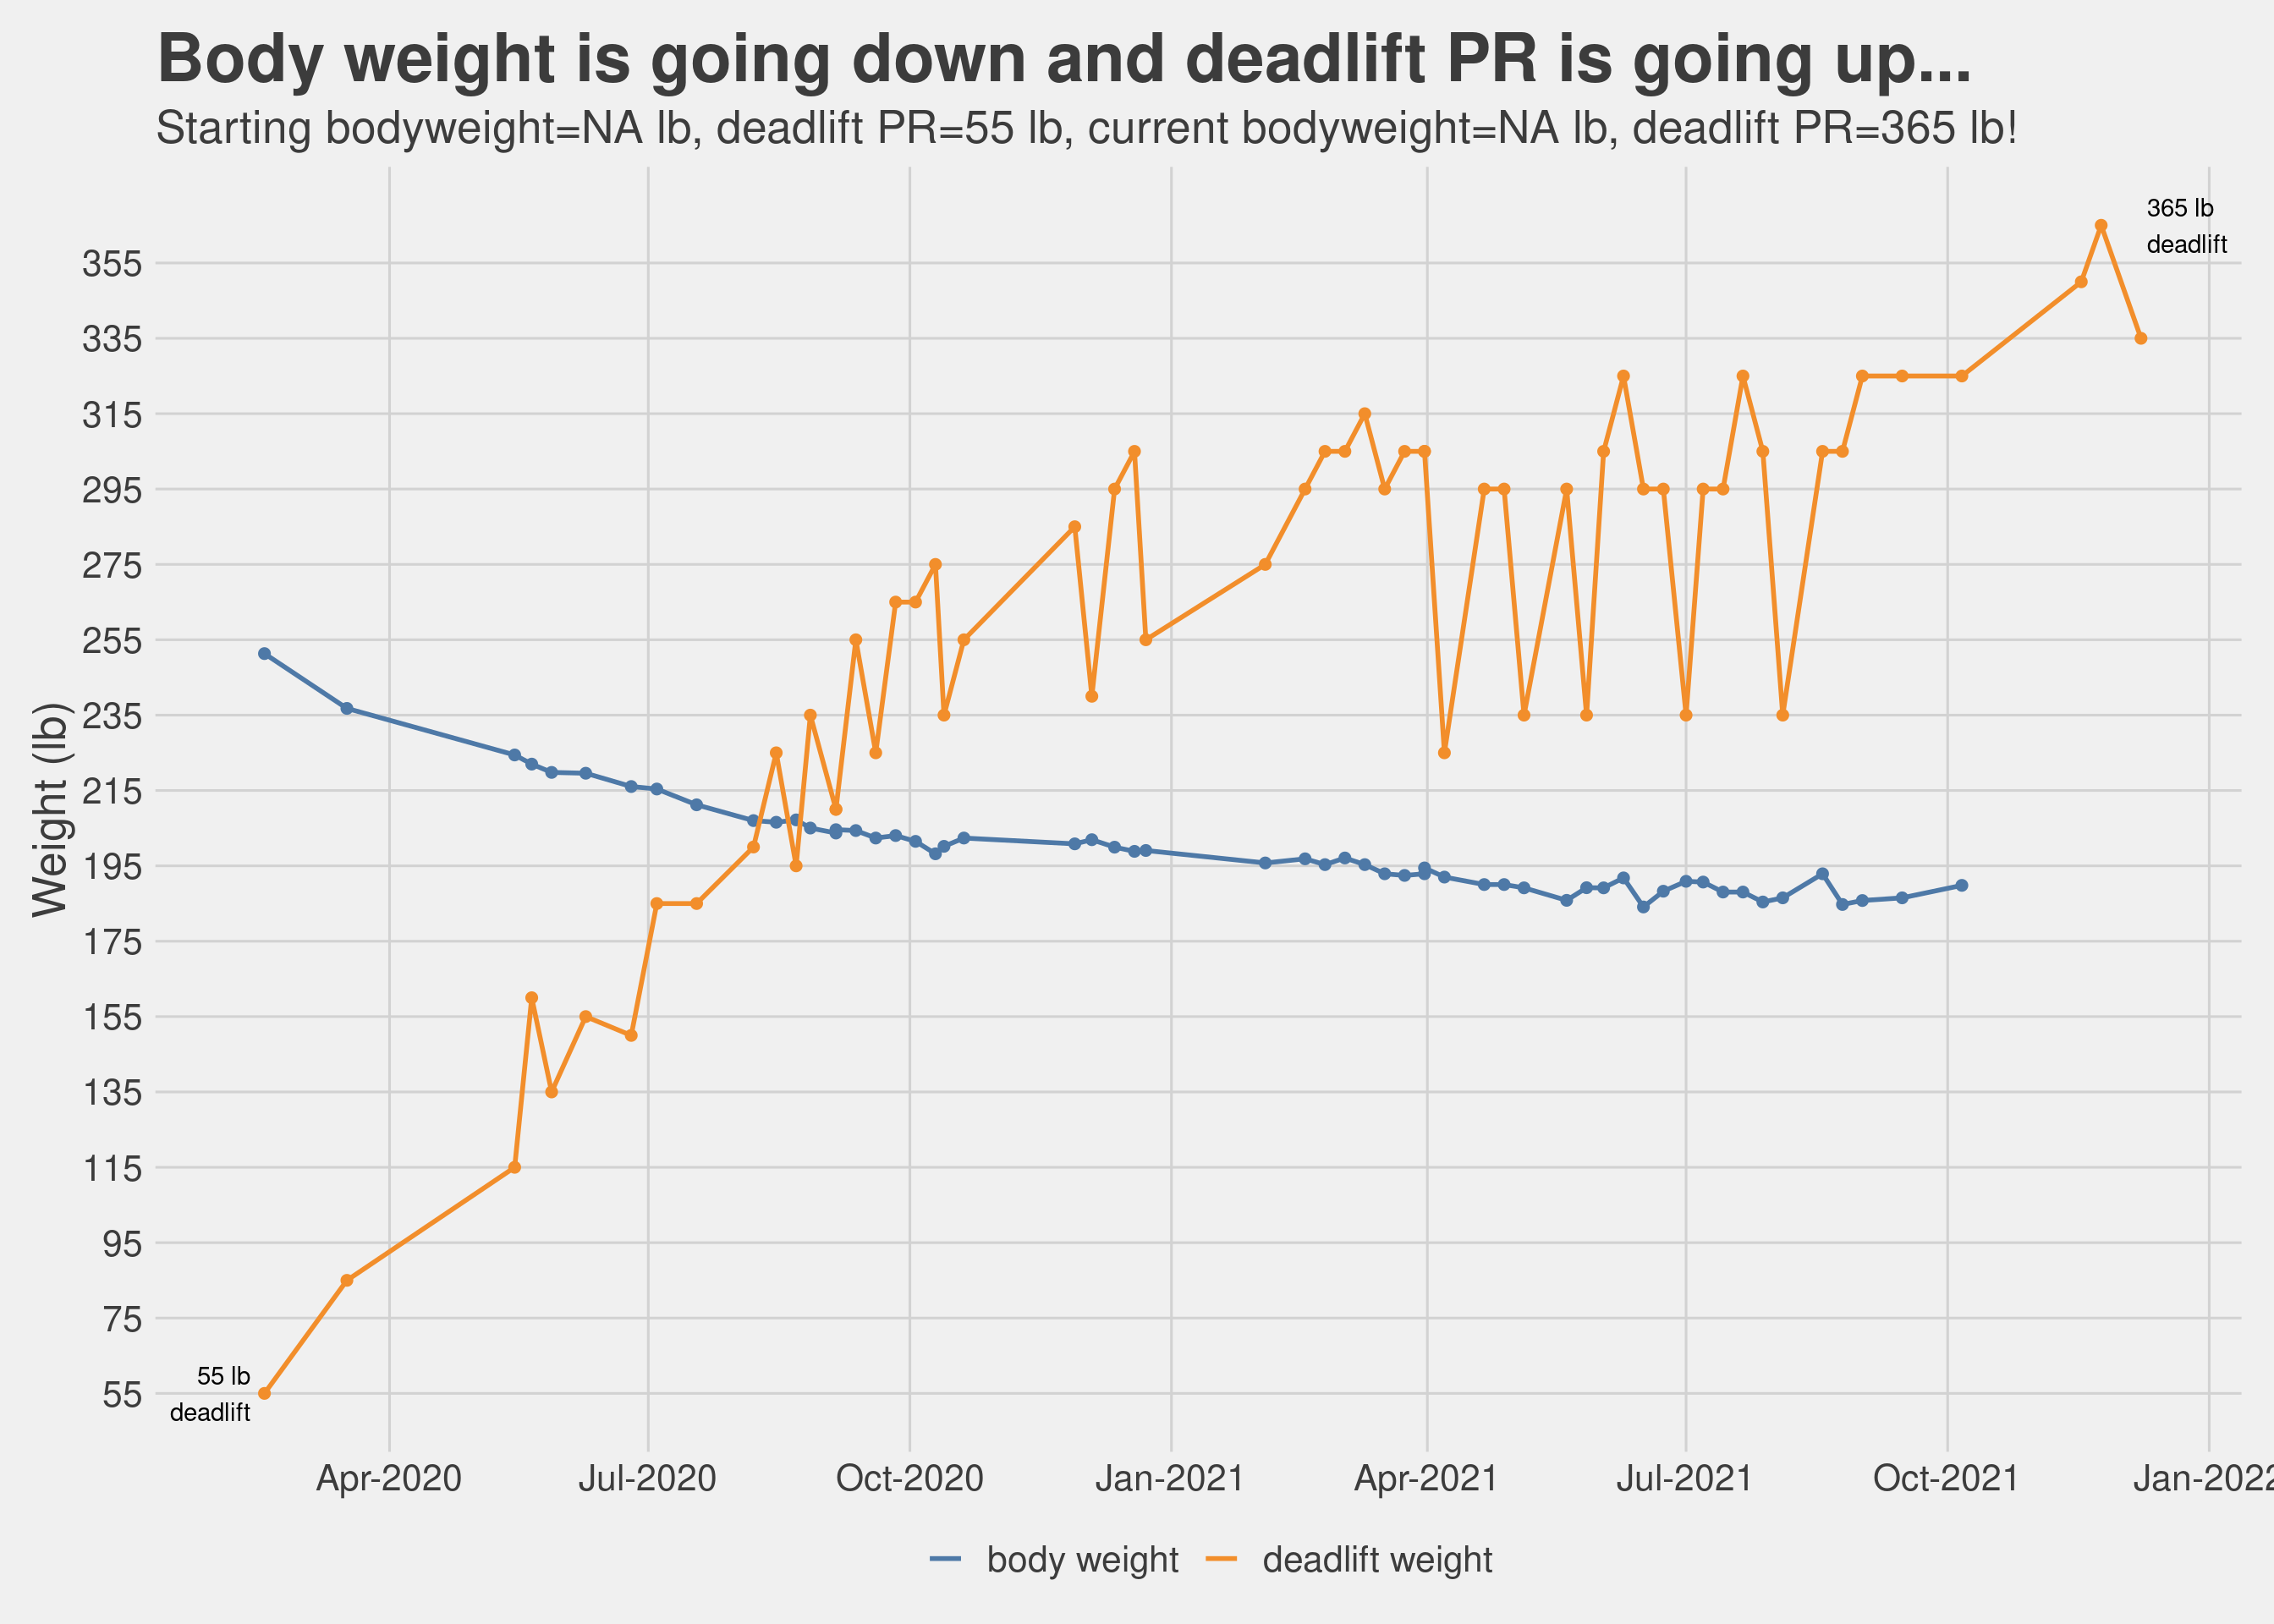 Body weight is going down and deadlift PR is going up...
Starting bodyweight=NA lb, deadlift PR=55 lb, current bodyweight=NA lb, deadlift PR=365 lb!
365 lb
deadlift
355
335
315
295
275
255
235
215
195
175
155
135
115
95
75
55
Weight (lb)
55 lb
deadlift
Apr-2020 Jul-2020 Oct-2020 Jan-2021 Apr-2021 Jul-2021 Oct-2021 Jan-2022
body weight deadlift weight